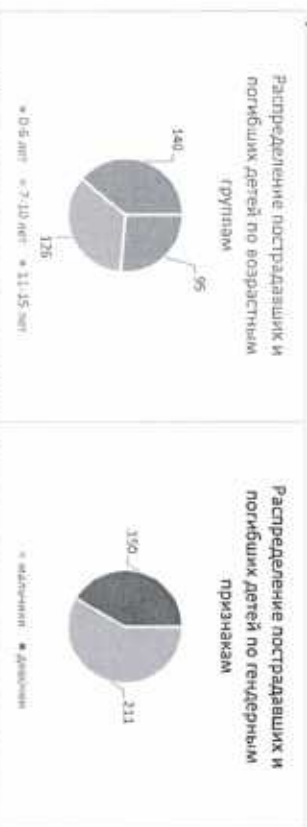 Распределение пострадавших и
погибших детей по возрастным
группам
140
95
126
0-6 лет 7-10 лет 11-15 лет
Распределение пострадавших и
погибших детей по гендерным
признакам
150
211
мальчики девочки